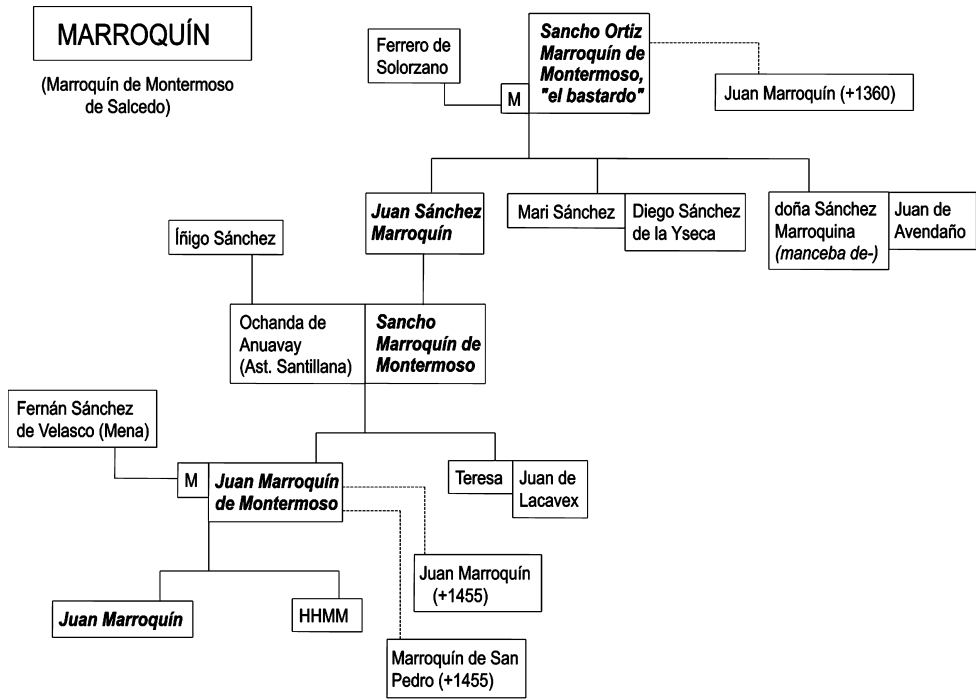 MARROQUÍN
(Marroquín de Montermoso
de Salcedo)
Ferrero de
Solorzano
M
Sancho Ortiz
Marroquín de
Montermoso,
"el bastardo"
Juan Marroquín (+1360)
Juan Sánchez
Marroquín
Mari Sánchez
Diego Sánchez
de la Yseca
doña Sánchez
Marroquina
(manceba de-)
Juan de
Avendaño
Íñigo Sánchez
Ochanda de
Anuavay
(Ast. Santillana)
Sancho
Marroquín de
Montermoso
Fernán Sánchez
de Velasco (Mena)
M
Juan Marroquín
de Montermoso
Teresa
Juan de
Lacavex
Juan Marroquín
(+1455)
Juan Marroquín
HHMM
Marroquín de San
Pedro (+1455)